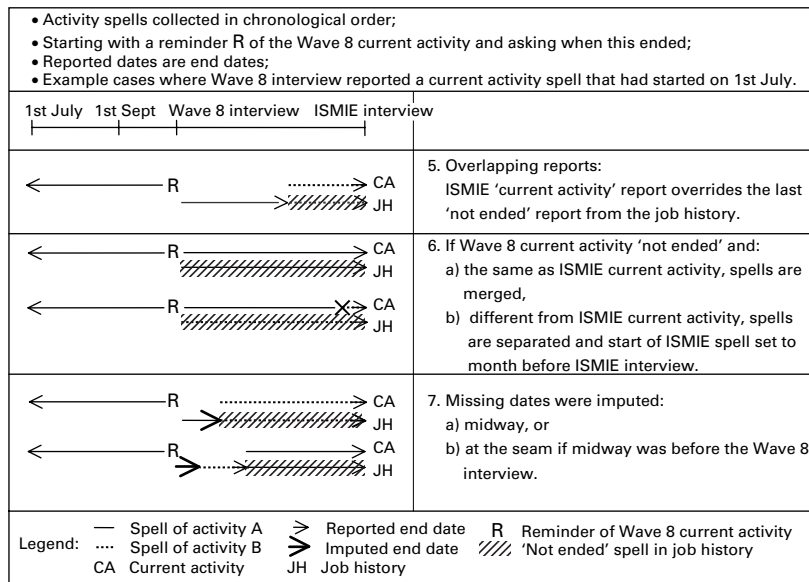 • Activity spells collected in chronological order;
• Starting with a reminder R of the Wave 8 current activity and asking when this ended;
• Reported dates are end dates;
• Example cases where Wave 8 interview reported a current activity spell that had started on 1st July.
1st July 1st Sept Wave 8 interview ISMIE interview
R CA
JH
5. Overlapping reports:
ISMIE ‘current activity’ report overrides the last
‘not ended’ report from the job history.
R CA
JH
R CA
JH
6. If Wave 8 current activity ‘not ended’ and:
a) the same as ISMIE current activity, spells are
merged,
b) different from ISMIE current activity, spells
are separated and start of ISMIE spell set to
month before ISMIE interview.
R CA
JH
R CA
JH
7. Missing dates were imputed:
a) midway, or
b) at the seam if midway was before the Wave 8
interview.
Legend:
Spell of activity A Reported end date R Reminder of Wave 8 current activity
Spell of activity B Imputed end date ‘Not ended’ spell in job history
CA Current activity JH Job history